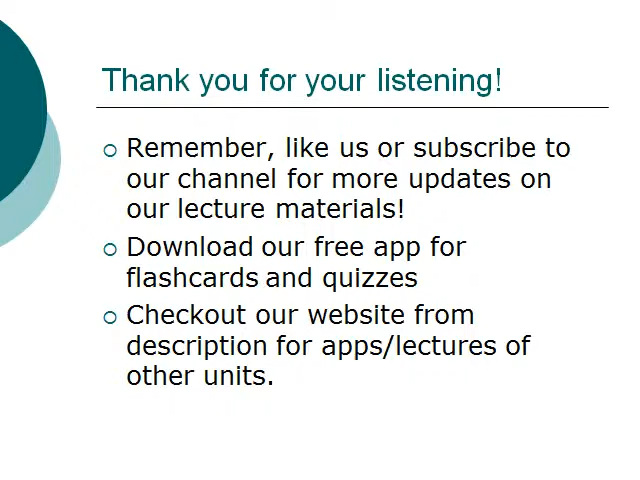 Thank you for your listening!
Remember, like us or subscribe to
our channel for more updates on
our lecture materials!
Download our free app for
flashcards and quizzes
Checkout our website from
description for apps/lectures of
other units.